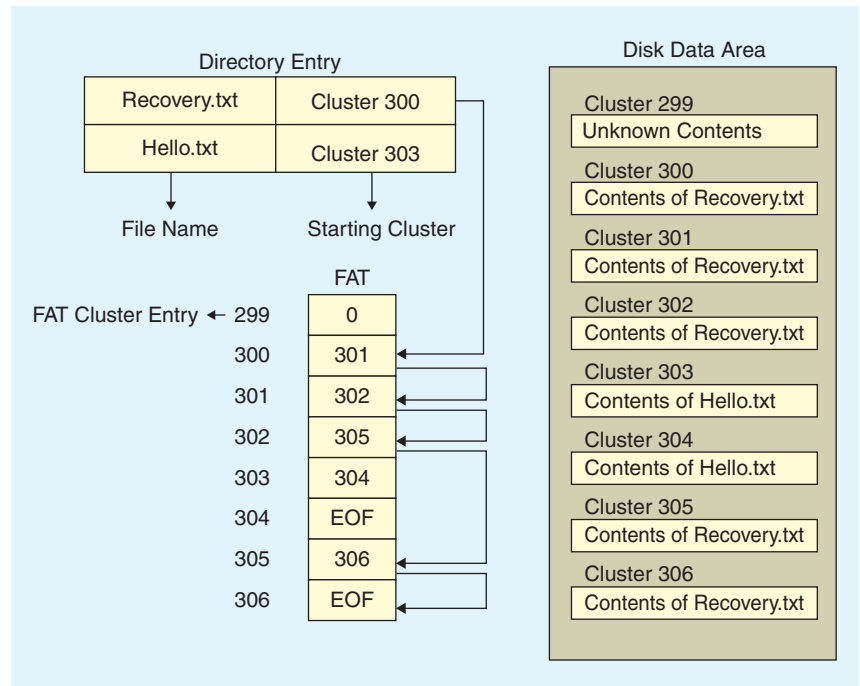 Directory Entry
Recovery.txt Cluster 300
Hello.txt Cluster 303
File Name Starting Cluster
FAT
FAT Cluster Entry 299 0
300 301
301 302
302 305
303 304
304 EOF
305 306
306 EOF
Disk Data Area
Cluster 299
Unknown Contents
Cluster 300
Contents of Recovery.txt
Cluster 301
Contents of Recovery.txt
Cluster 302
Contents of Recovery.txt
Cluster 303
Contents of Hello.txt
Cluster 304
Contents of Hello.txt
Cluster 305
Contents of Recovery.txt
Cluster 306
Contents of Recovery.txt